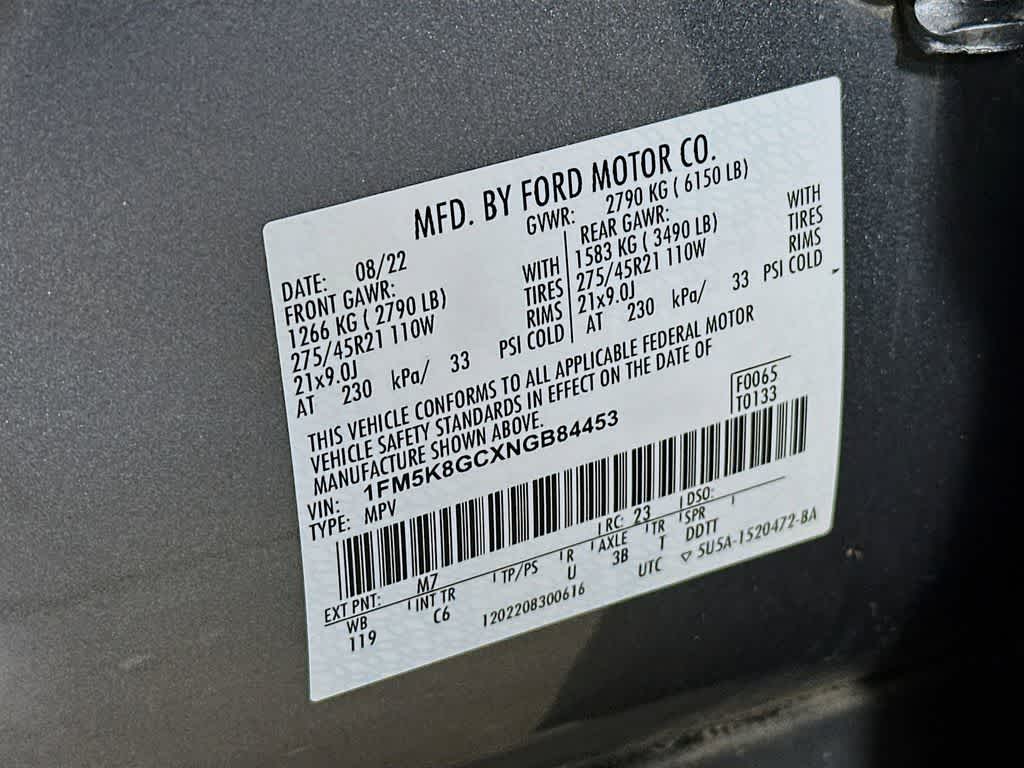 MFD. BY FORD MOTOR CO.
DATE: 08/22 GVWR: 2790 KG ( 6150 LB)
FRONT GAWR: REAR GAWR:
1266 KG ( 2790 LB) WITH 1583 KG ( 3490 LB) WITH
275/45R21 110W TIRES 275/45R21 110W TIRES
21x9.0J RIMS 21x9.0J RIMS
AT 230 kPa/ 33 PSI COLD AT 230 kPa/ 33 PSI COLD
THIS VEHICLE CONFORMS TO ALL APPLICABLE FEDERAL MOTOR
VEHICLE SAFETY STANDARDS IN EFFECT ON THE DATE OF
MANUFACTURE SHOWN ABOVE.
VIN: 1FM5K8GCXNGB84453 F0065
TYPE: MPV T0133
EXT PNT: M7 RC: 23 DSO:
WB INT TR TP/PS R AXLE TR SPR
119 C6 U 3B T DDTT
1202208300616 UTC ▽ 5U5A-1520472-BA